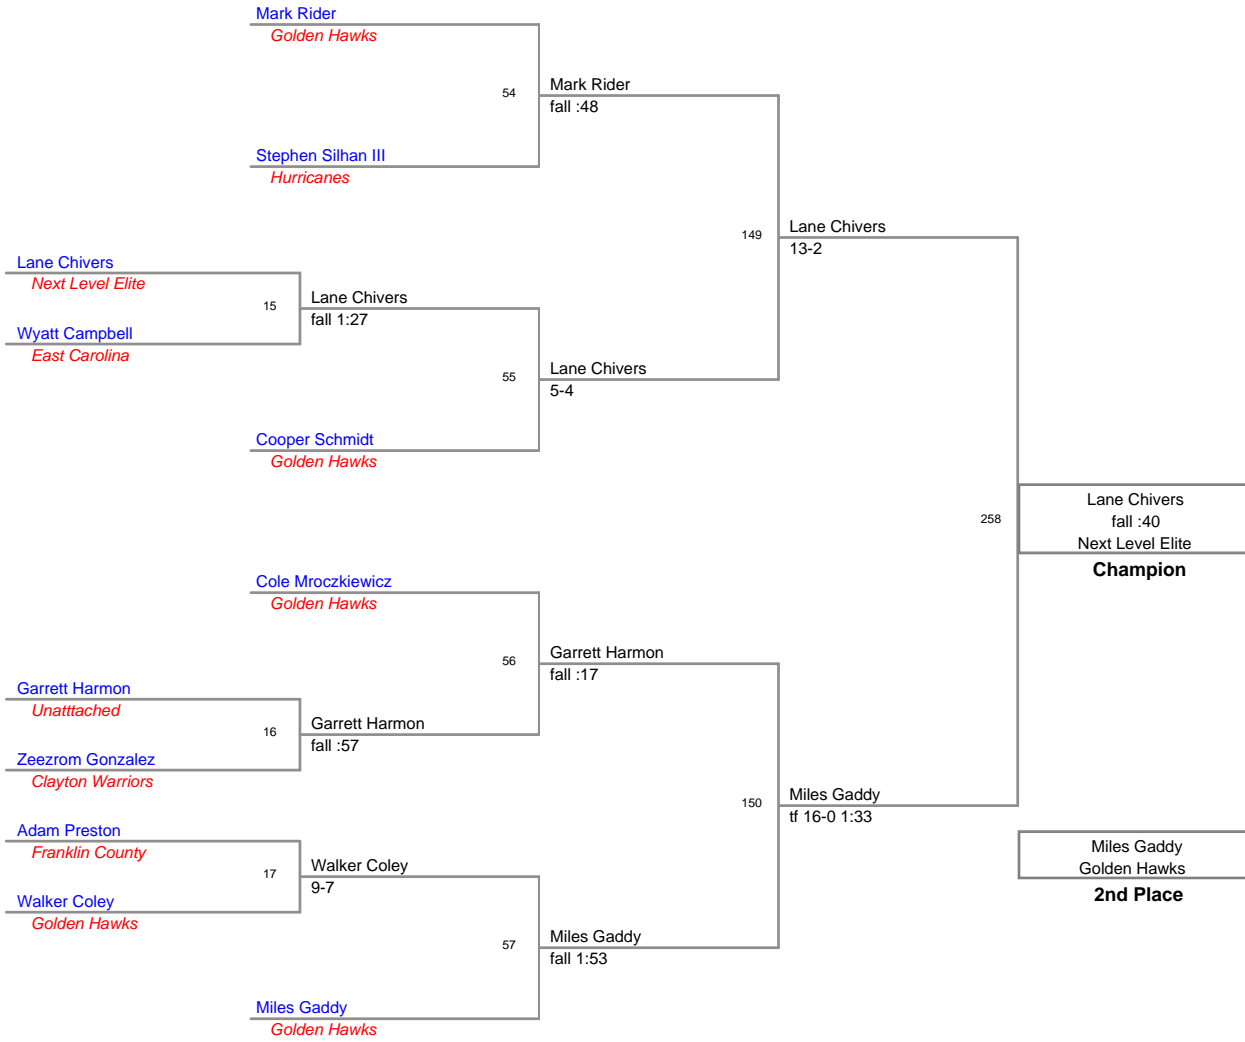 Mark Rider
Golden Hawks
54
Mark Rider
fall :48
Stephen Silhan III
Hurricanes
149
Lane Chivers
13-2
Lane Chivers
Next Level Elite
15
Lane Chivers
fall 1:27
Wyatt Campbell
East Carolina
55
Lane Chivers
5-4
Cooper Schmidt
Golden Hawks
258
Lane Chivers
fall :40
Next Level Elite
Champion
Cole Mroczkiewicz
Golden Hawks
56
Garrett Harmon
fall :17
Garrett Harmon
Unatttached
16
Garrett Harmon
fall :57
Zeezrom Gonzalez
Clayton Warriors
150
Miles Gaddy
tf 16-0 1:33
Adam Preston
Franklin County
17
Walker Coley
9-7
Walker Coley
Golden Hawks
57
Miles Gaddy
fall 1:53
Miles Gaddy
Golden Hawks
Miles Gaddy
Golden Hawks
2nd Place